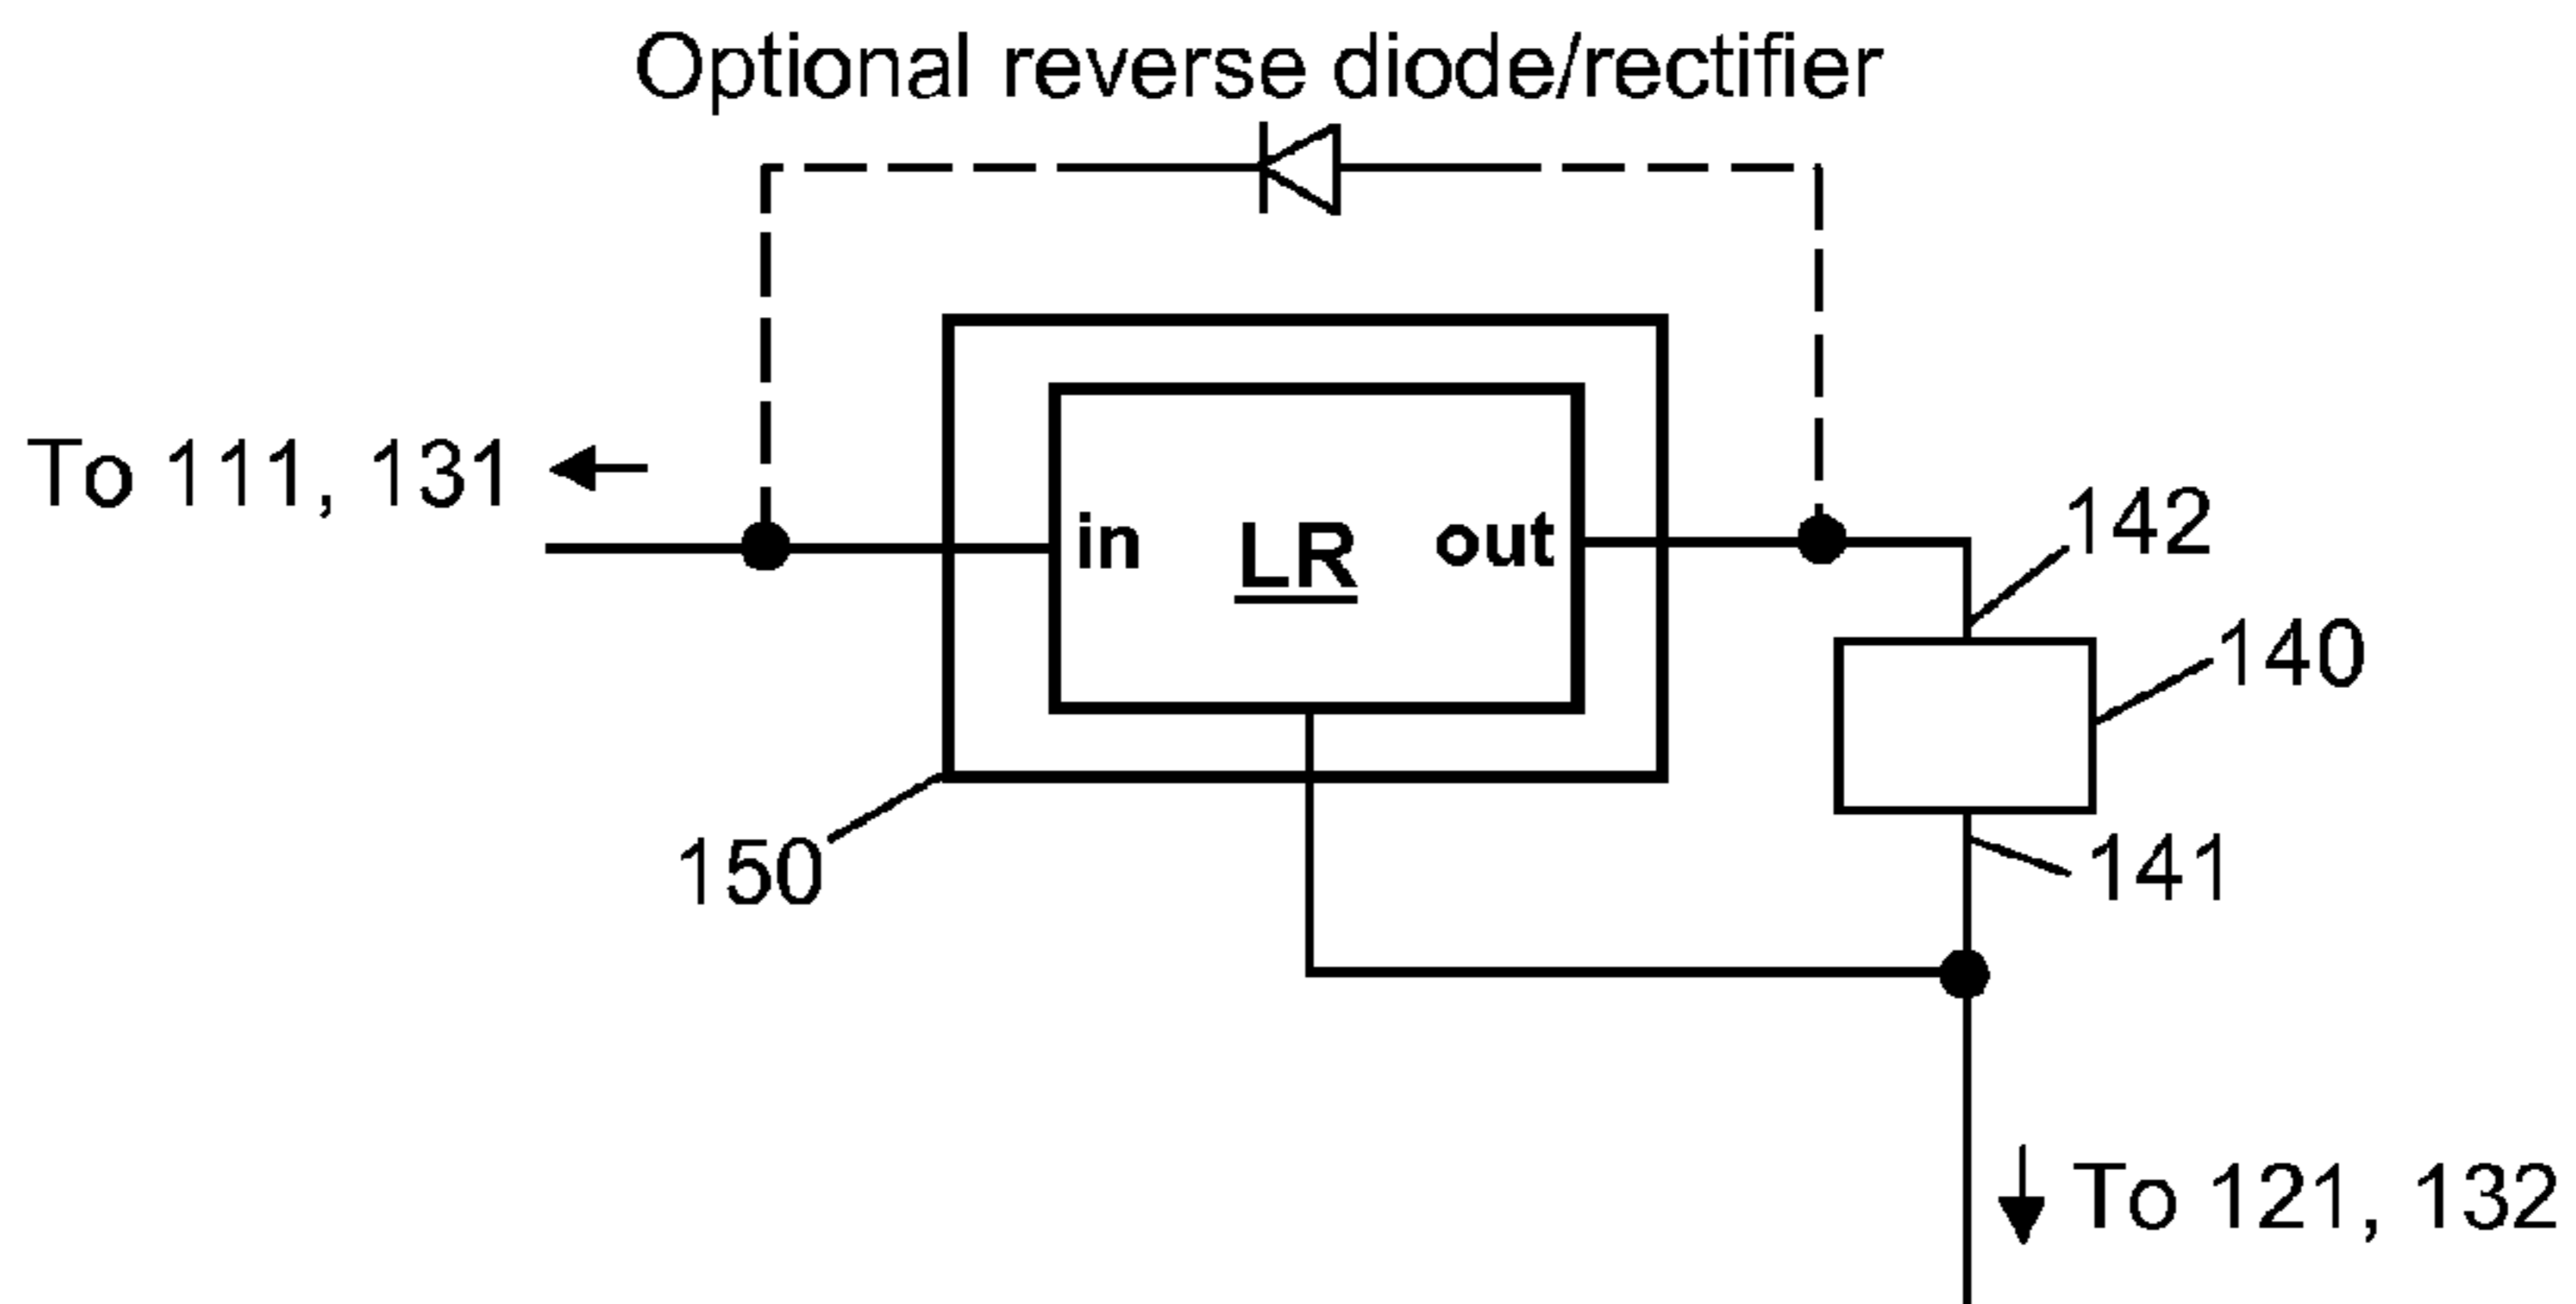 Optional reverse diode/rectifier
To 111, 131
in LR out
142
140
150
141
To 121, 132